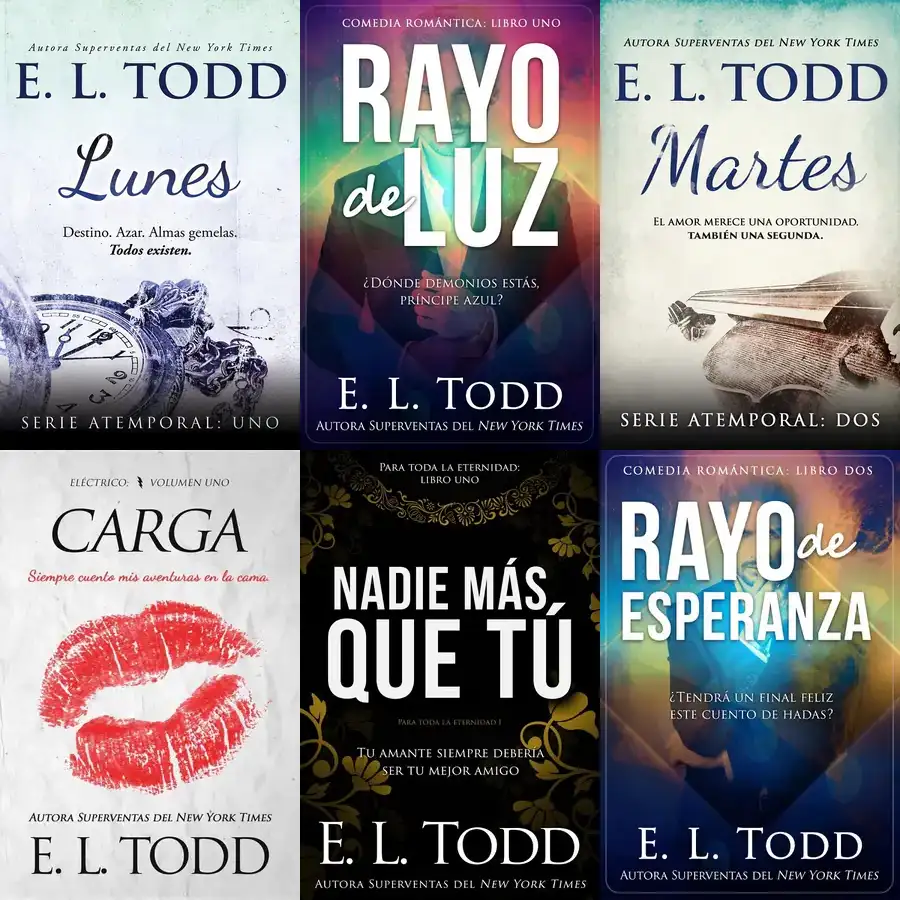 Autora Superventas del New York Times
E. L. TODD
Lunes
Destino. Azar. Almas gemelas.
Todos existen.
SERIE ATEMPORAL: UNO
COMEDIA ROMÁNTICA: LIBRO UNO
RAYO
de LUZ
¿DÓNDE DEMONIOS ESTÁS,
PRÍNCIPE AZUL?
E. L. TODD
AUTORA SUPERVENTAS DEL NEW YORK TIMES
AUTORA SUPERVENTAS DEL NEW YORK TIMES
E. L. TODD
Martes
EL AMOR MERECE UNA OPORTUNIDAD.
TAMBIÉN UNA SEGUNDA.
SERIE ATEMPORAL: DOS
ELÉCTRICO: VOLUMEN UNO
CARGA
Siempre cuento mis aventuras en la cama.
AUTORA SUPERVENTAS DEL NEW YORK TIMES
E. L. TODD
PARA TODA LA ETERNIDAD:
LIBRO UNO
NADIE MÁS
QUE TÚ
PARA TODA LA ETERNIDAD I
TU AMANTE SIEMPRE DEBERÍA
SER TU MEJOR AMIGO
E. L. TODD
AUTORA SUPERVENTAS DEL NEW YORK TIMES
COMEDIA ROMÁNTICA: LIBRO DOS
RAYO de
ESPERANZA
¿TENDRÁ UN FINAL FELIZ
ESTE CUENTO DE HADAS?
E. L. TODD
AUTORA SUPERVENTAS DEL NEW YORK TIMES